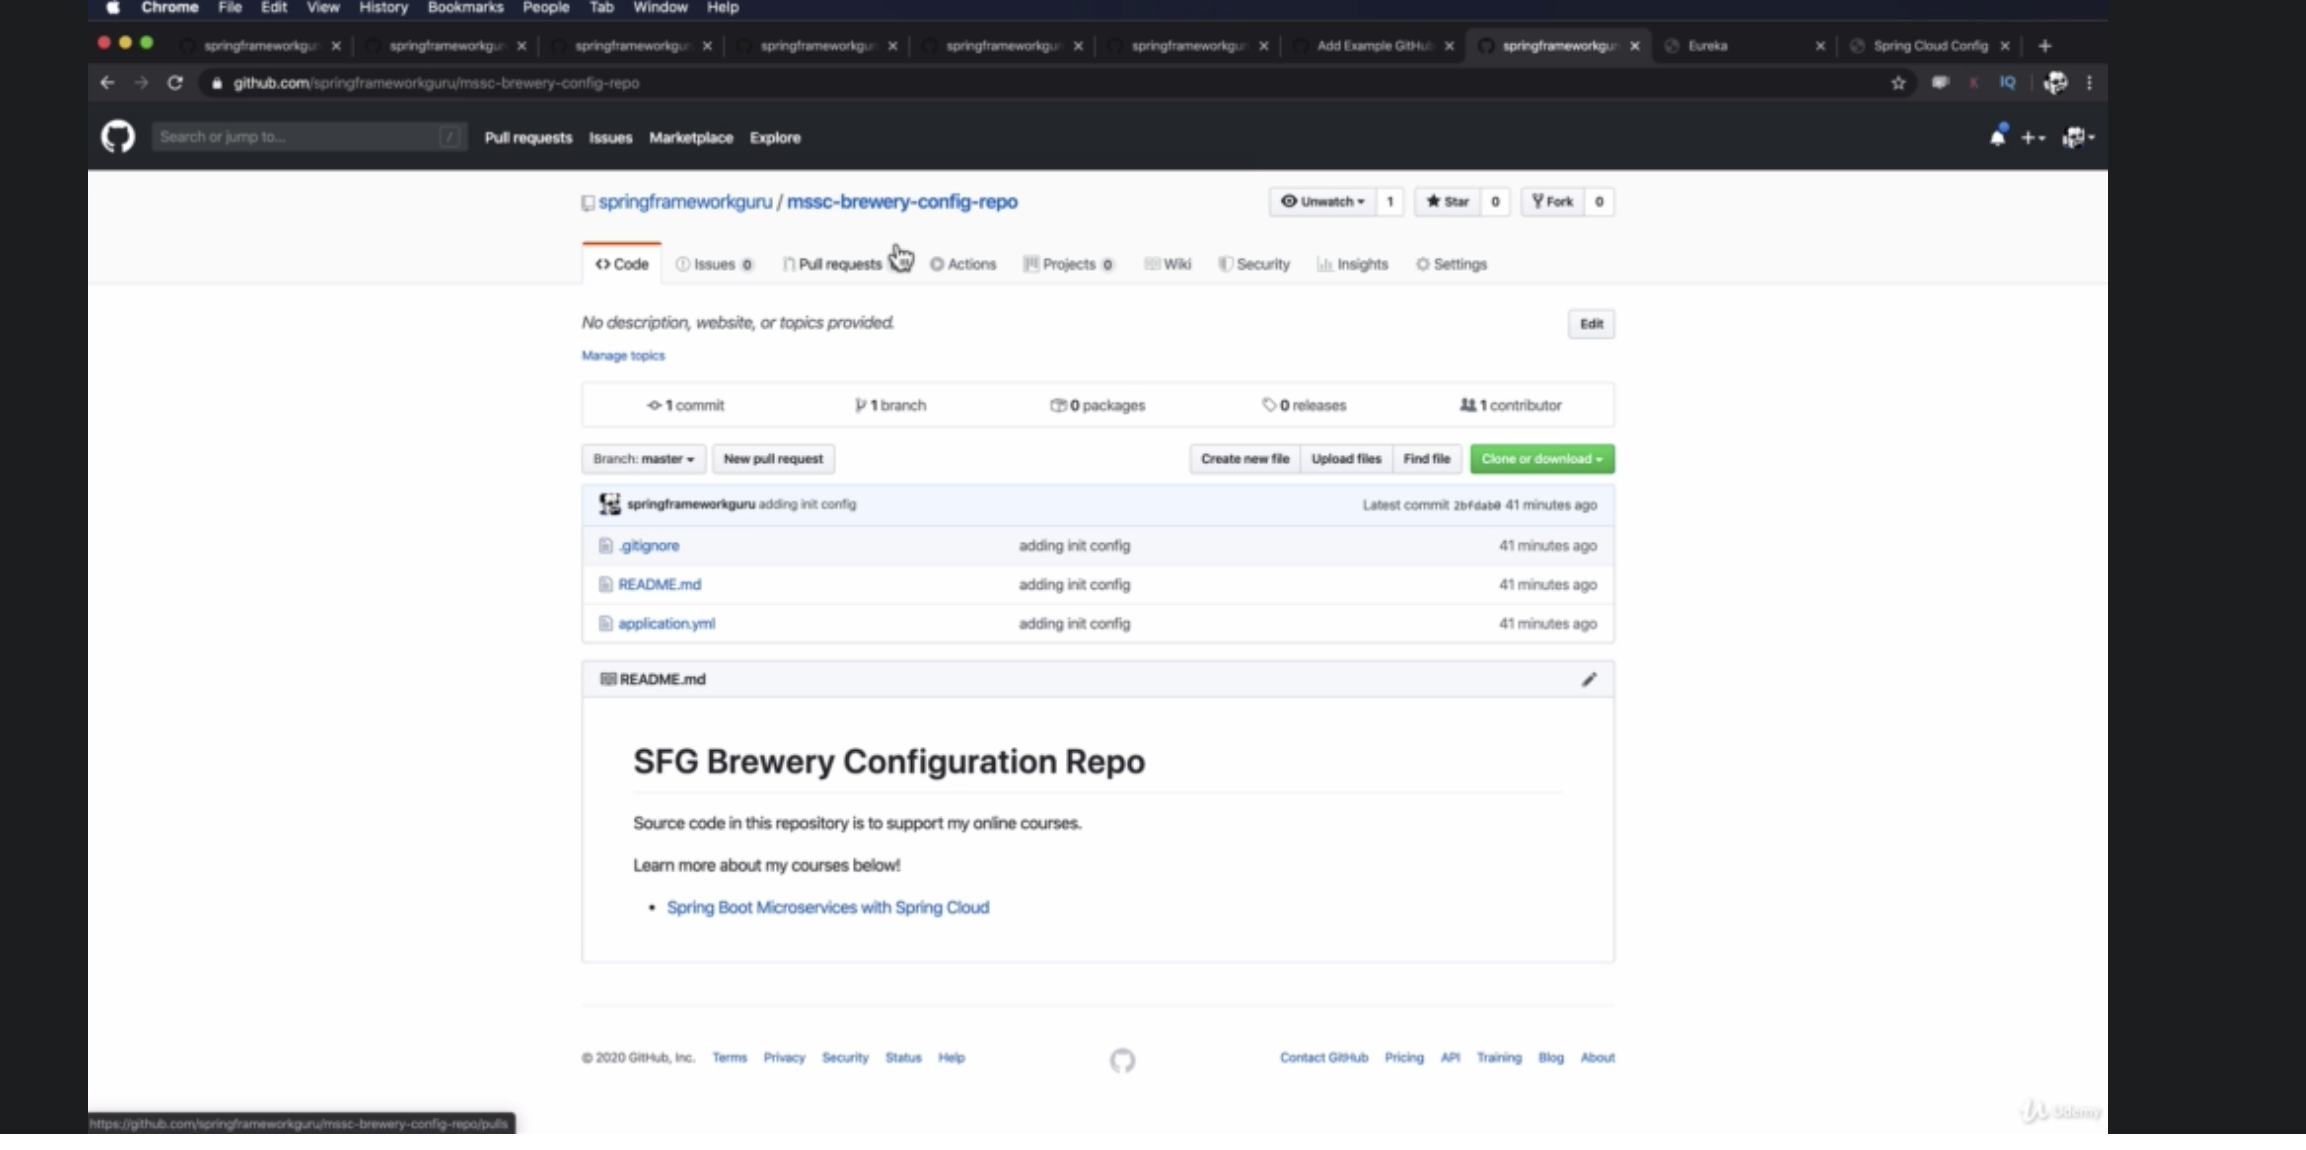 Chrome File Edit View History Bookmarks People Tab Window Help
springframeworkgu springframeworkgu springframeworkgu springframeworkgu springframeworkgu springframeworkgu Add Example GitHub springframeworkgu Eureka Spring Cloud Config
github.com/springframeworkguru/mssc-brewery-config-repo IQ
Search or jump to... / Pull requests Issues Marketplace Explore
springframeworkguru / mssc-brewery-config-repo Unwatch 1 Star 0 Fork 0
Code Issues 0 Pull requests Actions Projects 0 Wiki Security Insights Settings
No description, website, or topics provided. Edit
Manage topics
1 commit 1 branch 0 packages 0 releases 1 contributor
Branch: master New pull request Create new file Upload files Find file Clone or download
springframeworkguru adding init config Latest commit 2bfdab0 41 minutes ago
.gitignore adding init config 41 minutes ago
README.md adding init config 41 minutes ago
application.yml adding init config 41 minutes ago
README.md
SFG Brewery Configuration Repo
Source code in this repository is to support my online courses.
Learn more about my courses below!
• Spring Boot Microservices with Spring Cloud
© 2020 GitHub, Inc. Terms Privacy Security Status Help Contact GitHub Pricing API Training Blog About
https://github.com/springframeworkguru/mssc-brewery-config-repo/pulls
Udemy